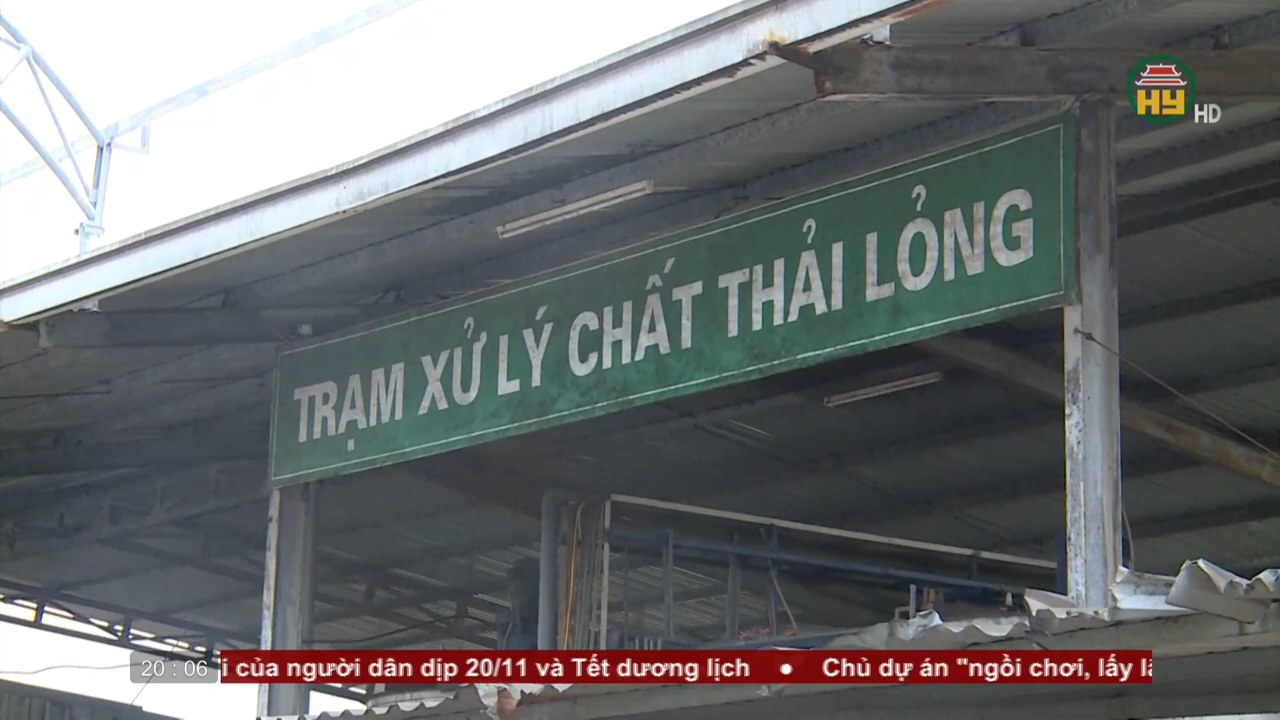 HY HD
TRẠM XỬ LÝ CHẤT THẢI LỎNG
20 : 06
i của người dân dịp 20/11 và Tết dương lịch • Chủ dự án "ngồi chơi, lấy